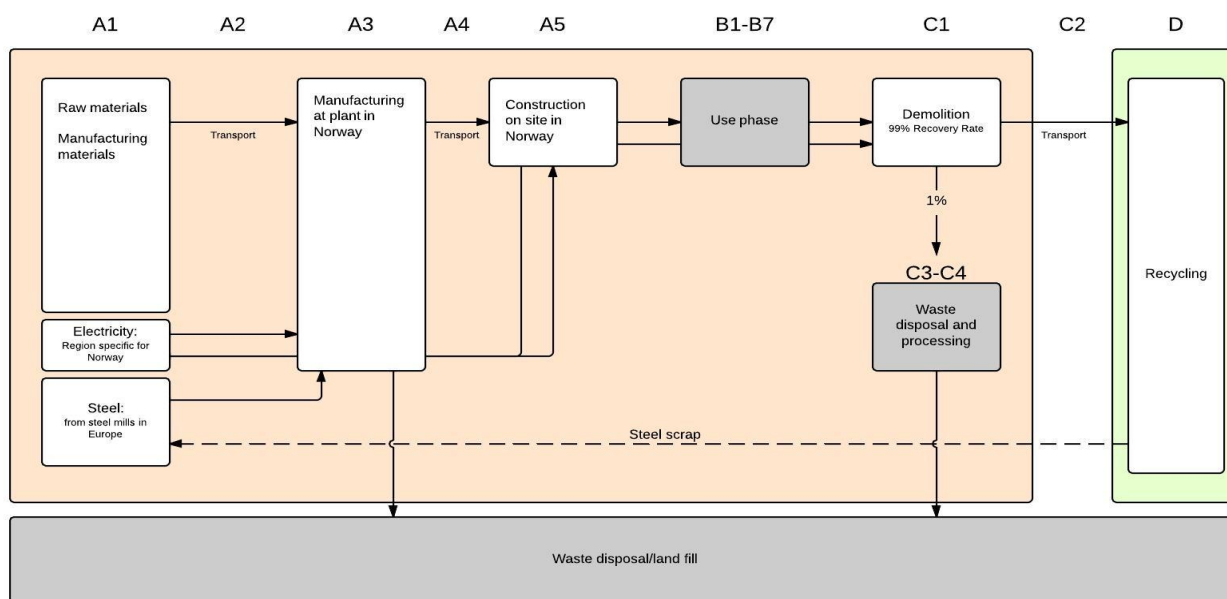 A1
A2
A3
A4
A5
B1-B7
C1
C2
D
Raw materials
Manufacturing
materials
Transport
Manufacturing
at plant in
Norway
Transport
Construction
on site in
Norway
Use phase
Demolition
99% Recovery Rate
Transport
1%
C3-C4
Waste
disposal and
processing
Recycling
Electricity:
Region specific for
Norway
Steel:
from steel mills in
Europe
Steel scrap
Waste disposal/land fill